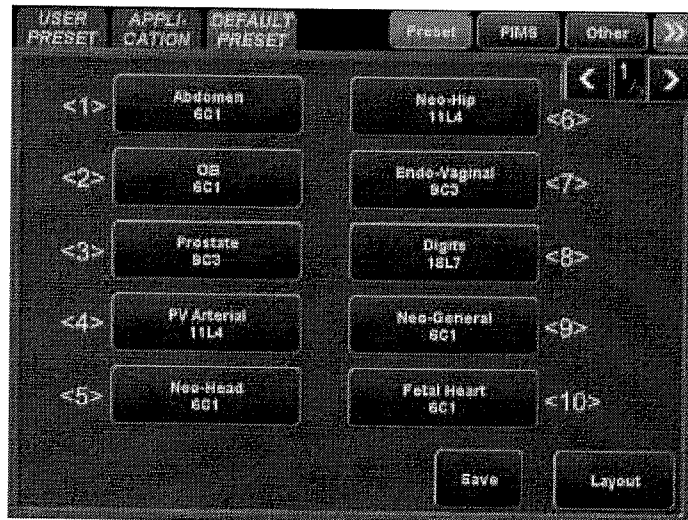 USER PRESET
APPLI-CATION
DEFAULT PRESET
Preset
PIMS
Other
»
< 1/1 >
<1>
Abdomen
6C1
<2>
OB
6C1
<3>
Prostate
9C3
<4>
PV Arterial
11L4
<5>
Neo-Head
6C1
Neo-Hip
11L4
<6>
Endo-Vaginal
9C3
<7>
Digits
18L7
<8>
Neo-General
6C1
<9>
Fetal Heart
6C1
<10>
Save
Layout